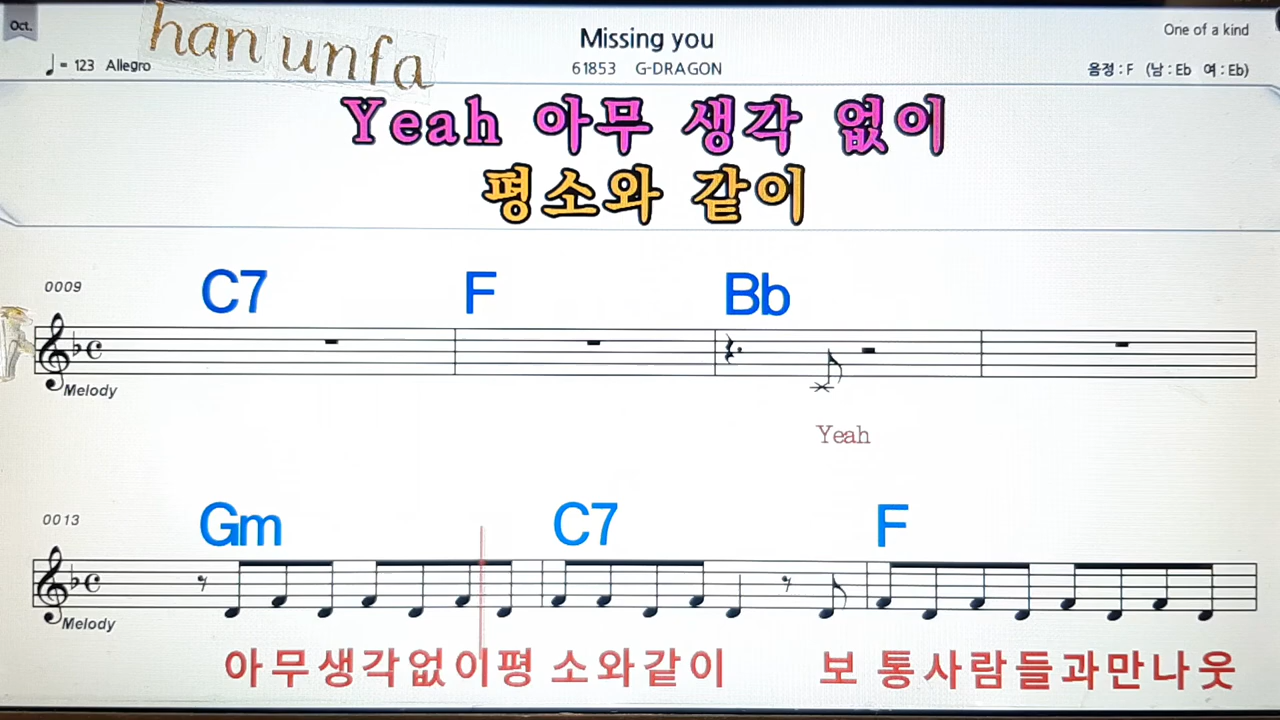 Oct.
han unfa
Missing you
One of a kind
♩= 123 Allegro
61853 G-DRAGON
음정 : F (남 : Eb 여 : Eb)
Yeah 아무 생각 없이
평소와 같이
0009
C7 F Bb
Melody
Yeah
0013
Gm C7 F
Melody
아무생각없이평 소와같이 보 통사람들과만나웃